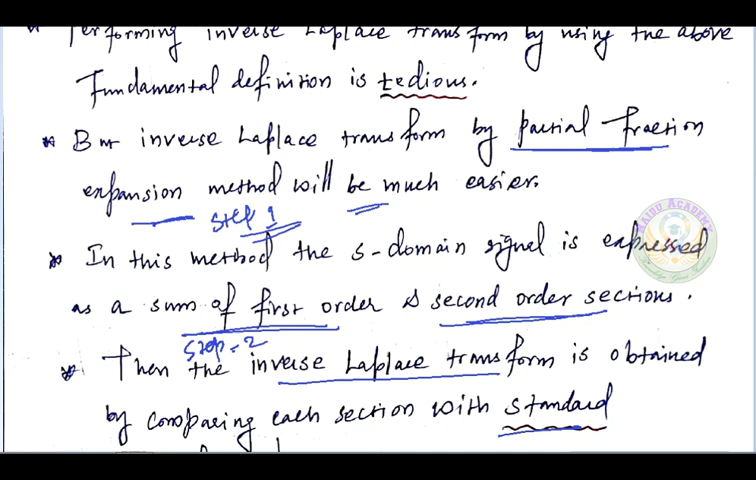 * Performing inverse Laplace transform by using the above
Fundamental definition is tedious.
* But inverse Laplace transform by partial fraction
expansion method will be much easier.
Step 1
* In this method the s-domain signal is expressed
as a sum of first order & second order sections.
Step-2
* Then the inverse Laplace transform is obtained
by comparing each section with standard
NAIDU ACADEMY